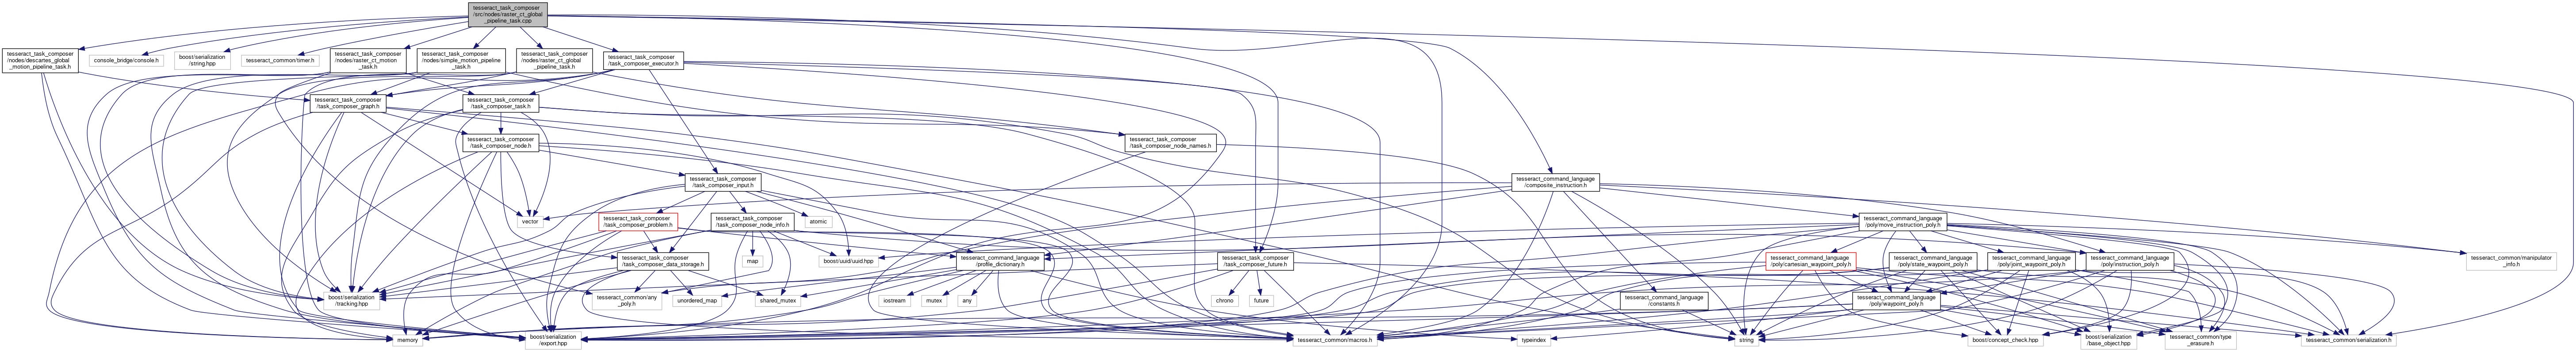 tesseract_task_composer
/src/nodes/raster_ct_global
_pipeline_task.cpp
tesseract_task_composer
/nodes/descartes_global
_motion_pipeline_task.h
console_bridge/console.h
boost/serialization
/string.hpp
tesseract_common/timer.h
tesseract_task_composer
/nodes/raster_ct_motion
_task.h
tesseract_task_composer
/nodes/simple_motion_pipeline
_task.h
tesseract_task_composer
/nodes/raster_ct_global
_pipeline_task.h
tesseract_task_composer
/task_composer_executor.h
tesseract_task_composer
/task_composer_graph.h
tesseract_task_composer
/task_composer_task.h
tesseract_task_composer
/task_composer_node.h
tesseract_task_composer
/task_composer_node_names.h
tesseract_task_composer
/task_composer_input.h
tesseract_command_language
/composite_instruction.h
vector
tesseract_task_composer
/task_composer_problem.h
tesseract_task_composer
/task_composer_node_info.h
atomic
tesseract_command_language
/poly/move_instruction_poly.h
tesseract_task_composer
/task_composer_data_storage.h
map
boost/uuid/uuid.hpp
tesseract_command_language
/profile_dictionary.h
tesseract_task_composer
/task_composer_future.h
tesseract_command_language
/poly/cartesian_waypoint_poly.h
tesseract_command_language
/poly/state_waypoint_poly.h
tesseract_command_language
/poly/joint_waypoint_poly.h
tesseract_command_language
/poly/instruction_poly.h
tesseract_common/manipulator
_info.h
boost/serialization
/tracking.hpp
tesseract_common/any
_poly.h
unordered_map
shared_mutex
iostream
mutex
any
chrono
future
tesseract_command_language
/constants.h
tesseract_command_language
/poly/waypoint_poly.h
memory
boost/serialization
/export.hpp
tesseract_common/macros.h
typeindex
string
boost/concept_check.hpp
boost/serialization
/base_object.hpp
tesseract_common/type
_erasure.h
tesseract_common/serialization.h